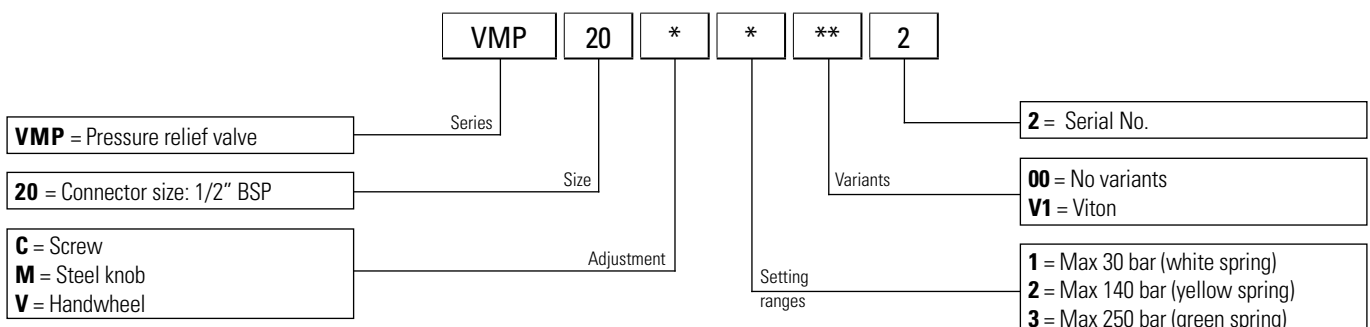 VMP 20 * * ** 2
Series
VMP = Pressure relief valve
Size
20 = Connector size: 1/2" BSP
Adjustment
C = Screw
M = Steel knob
V = Handwheel
2 = Serial No.
Variants
00 = No variants
V1 = Viton
Setting
ranges
1 = Max 30 bar (white spring)
2 = Max 140 bar (yellow spring)
3 = Max 250 bar (green spring)